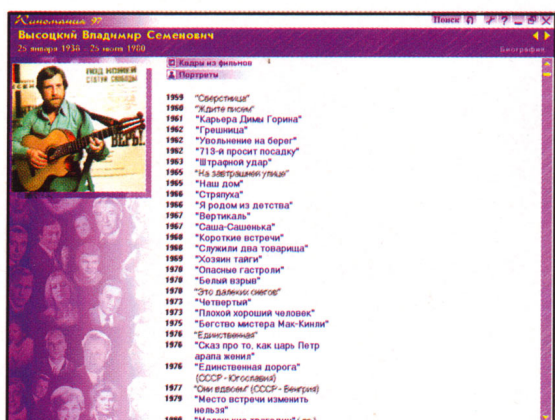 Киномания 97
Поиск
Высоцкий Владимир Семенович
25 января 1938 - 25 июля 1980
Биография
Кадры из фильмов
Портреты
1959 "Сверстницы"
1960 "Ждите писем"
1961 "Карьера Димы Горина"
1962 "Грешница"
1962 "Увольнение на берег"
1962 "713-й просит посадку"
1963 "Штрафной удар"
1965 "На завтрашней улице"
1965 "Наш дом"
1966 "Стряпуха"
1966 "Я родом из детства"
1967 "Вертикаль"
1967 "Саша-Сашенька"
1968 "Короткие встречи"
1968 "Служили два товарища"
1969 "Хозяин тайги"
1970 "Опасные гастроли"
1970 "Белый взрыв"
1970
1973 "Четвертый"
1973 "Плохой хороший человек"
1975 "Бегство мистера Мак-Кинли"
1976 "Единственная"
1976 "Сказ про то, как царь Петр
арапа женил"
1976 "Единственная дорога"
(СССР - Югославия)
1977 "Они вдвоем" (СССР - Венгрия)
1979 "Место встречи изменить
нельзя"